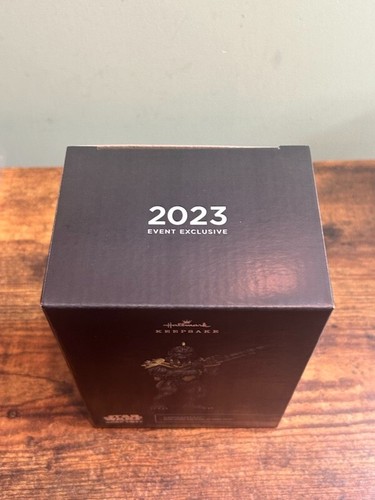 2023
EVENT EXCLUSIVE
Hallmark
KEEPSAKE
STAR
WARS